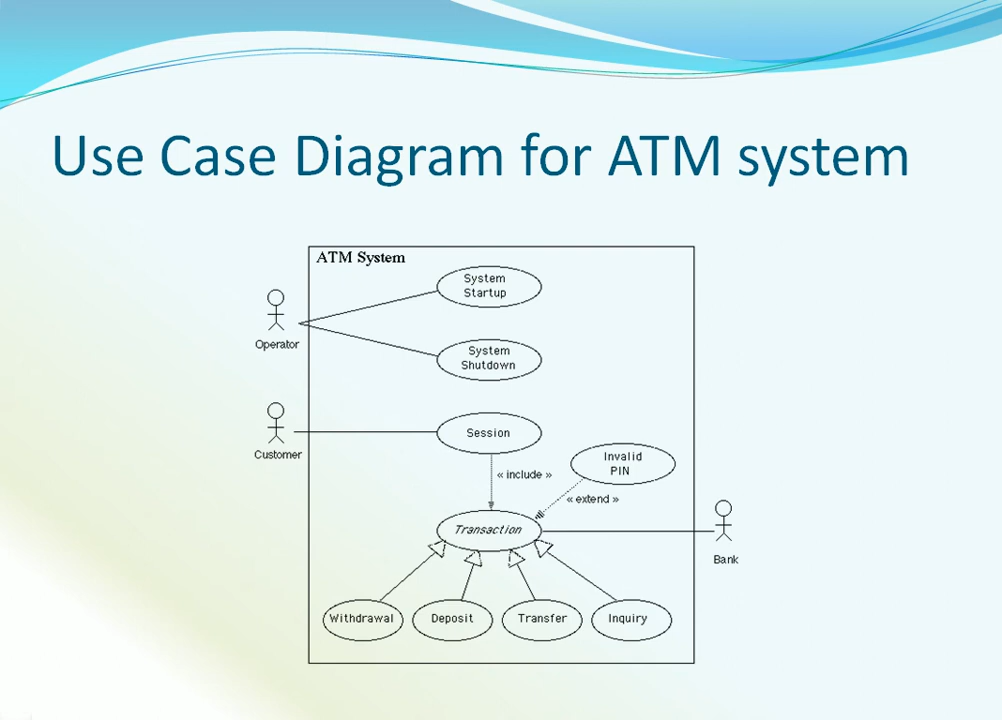 Use Case Diagram for ATM system
ATM System
System
Startup
Operator
System
Shutdown
Customer
Session
Invalid
PIN
« include »
« extend »
Transaction
Bank
Withdrawal
Deposit
Transfer
Inquiry